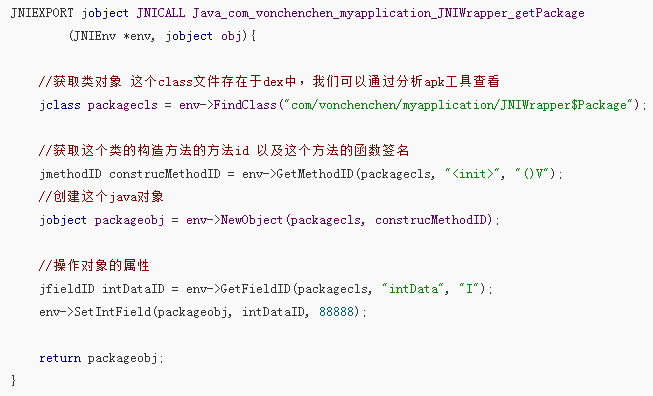 JNIEXPORT jobject JNICALL Java_com_vonchenchen_myapplication_JNIWrapper_getPackage
(JNIEnv *env, jobject obj){
//获取类对象 这个class文件存在于dex中，我们可以通过分析apk工具查看
jclass packagecls = env->FindClass("com/vonchenchen/myapplication/JNIWrapper$Package");
//获取这个类的构造方法的方法id 以及这个方法的函数签名
jmethodID construcMethodID = env->GetMethodID(packagecls, "<init>", "()V");
//创建这个java对象
jobject packageobj = env->NewObject(packagecls, construcMethodID);
//操作对象的属性
jfieldID intDataID = env->GetFieldID(packagecls, "intData", "I");
env->SetIntField(packageobj, intDataID, 88888);
return packageobj;
}